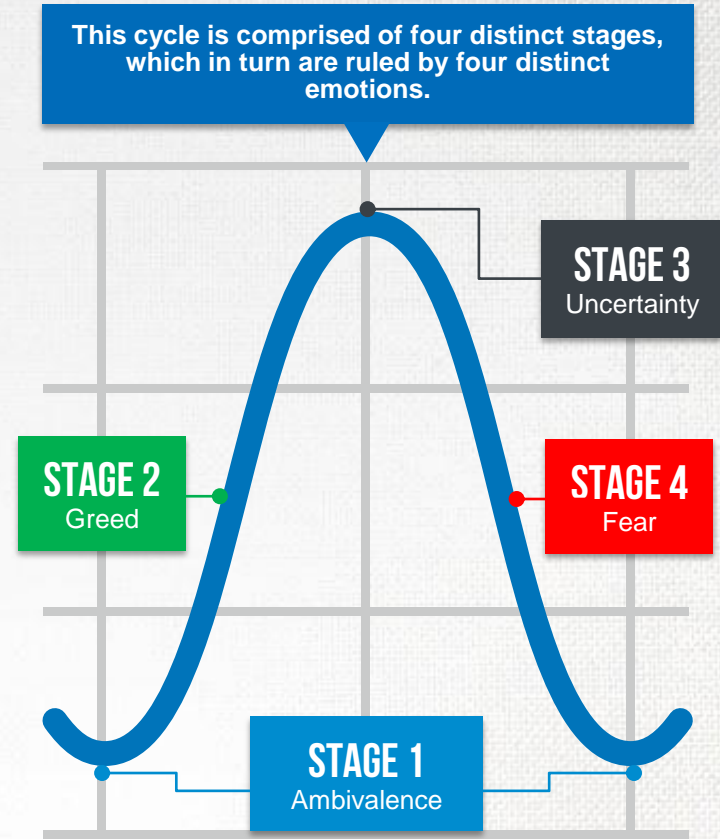 This cycle is comprised of four distinct stages,
which in turn are ruled by four distinct
emotions.
STAGE 3
Uncertainty
STAGE 2
Greed
STAGE 4
Fear
STAGE 1
Ambivalence